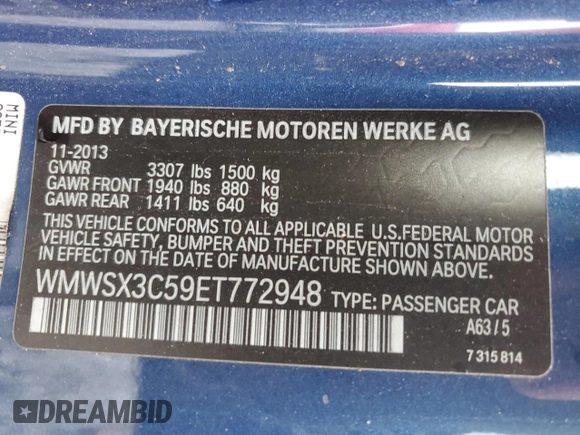 MINI
MFD BY BAYERISCHE MOTOREN WERKE AG
11-2013
GVWR 3307 lbs 1500 kg
GAWR FRONT 1940 lbs 880 kg
GAWR REAR 1411 lbs 640 kg
THIS VEHICLE CONFORMS TO ALL APPLICABLE U.S.FEDERAL MOTOR
VEHICLE SAFETY, BUMPER AND THEFT PREVENTION STANDARDS
IN EFFECT ON THE DATE OF MANUFACTURE SHOWN ABOVE.
WMWSX3C59ET772948 TYPE: PASSENGER CAR
A63/5
7 315 814
DREAMBID